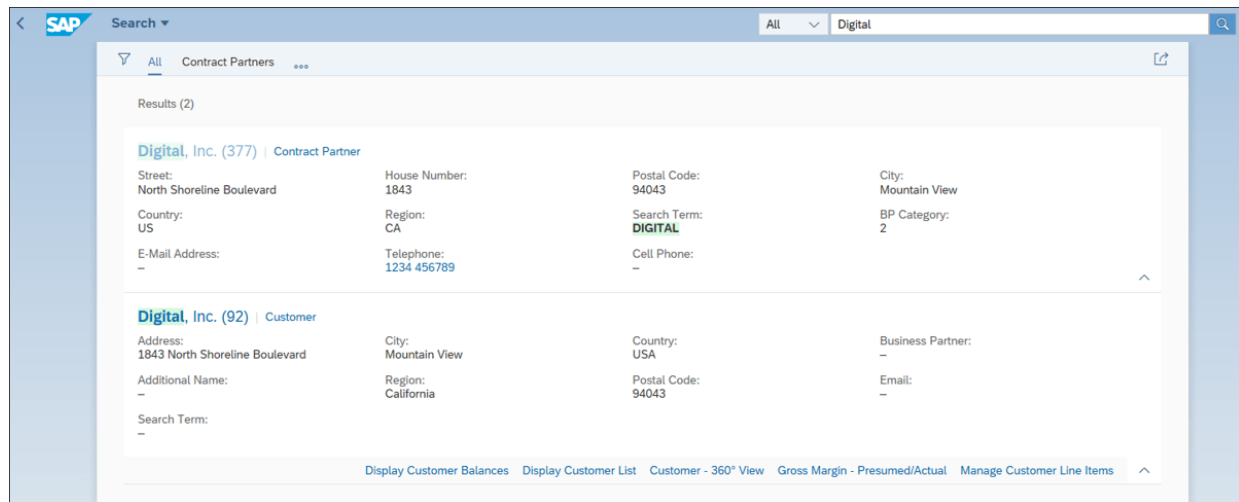 SAP Search All Digital
All Contract Partners
Results (2)
Digital, Inc. (377) | Contract Partner
Street: House Number: Postal Code: City:
North Shoreline Boulevard 1843 94043 Mountain View
Country: Region: Search Term: BP Category:
US CA DIGITAL 2
E-Mail Address: Telephone: Cell Phone:
– 1234 456789 –
Digital, Inc. (92) | Customer
Address: City: Country: Business Partner:
1843 North Shoreline Boulevard Mountain View USA –
Additional Name: Region: Postal Code: Email:
– California 94043 –
Search Term:
–
Display Customer Balances Display Customer List Customer - 360° View Gross Margin - Presumed/Actual Manage Customer Line Items